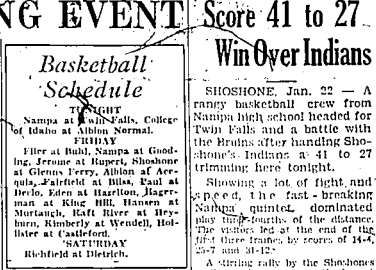 NG EVENT
Basketball
Schedule
TONIGHT
Nampa at Twin Falls, College
of Idaho at Albion Normal.
FRIDAY
Filer at Buhl, Nampa at Good-
ing, Jerome at Rupert, Shoshone
at Glenns Ferry, Albion at Ace-
quia, Fairfield at Bliss, Paul at
Declo, Eden at Hazelton, Hager-
man at King Hill, Hansen at
Murtaugh, Raft River at Hey-
burn, Kimberly at Wendell, Hol-
lister at Castleford.
SATURDAY
Richfield at Dietrich.
Score 41 to 27
Win Over Indians
SHOSHONE, Jan. 22 — A
rangy basketball crew from
Nampa high school headed for
Twin Falls and a battle with
the Bruins after handing Sho-
shone's Indians a 41 to 27
trimming here tonight.
Showing a lot of fight and
speed, the fast-breaking
Nampa quintet dominated
play three-fourths of the distance.
The visitors led at the end of the
first three frames by scores of 14-4,
25-7 and 31-12.
A stirring rally by the Shoshones